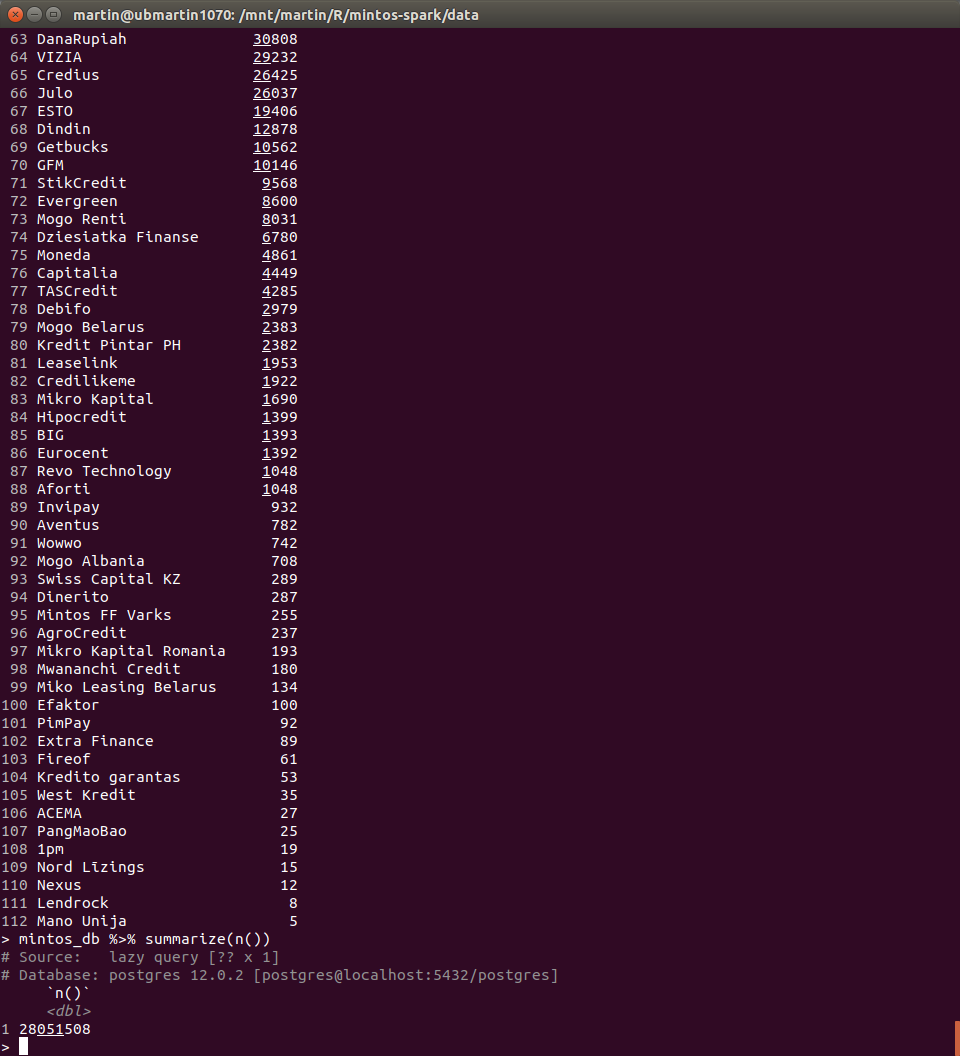 martin@ubmartin1070: /mnt/martin/R/mintos-spark/data
63 DanaRupiah 30808
64 VIZIA 29232
65 Credius 26425
66 Julo 26037
67 ESTO 19406
68 Dindin 12878
69 Getbucks 10562
70 GFM 10146
71 StikCredit 9568
72 Evergreen 8600
73 Mogo Renti 8031
74 Dziesiatka Finanse 6780
75 Moneda 4861
76 Capitalia 4449
77 TASCredit 4285
78 Debifo 2979
79 Mogo Belarus 2383
80 Kredit Pintar PH 2382
81 Leaselink 1953
82 Credilikeme 1922
83 Mikro Kapital 1690
84 Hipocredit 1399
85 BIG 1393
86 Eurocent 1392
87 Revo Technology 1048
88 Aforti 1048
89 Invipay 932
90 Aventus 782
91 Wowwo 742
92 Mogo Albania 708
93 Swiss Capital KZ 289
94 Dinerito 287
95 Mintos FF Varks 255
96 AgroCredit 237
97 Mikro Kapital Romania 193
98 Mwananchi Credit 180
99 Miko Leasing Belarus 134
100 Efaktor 100
101 PimPay 92
102 Extra Finance 89
103 Fireof 61
104 Kredito garantas 53
105 West Kredit 35
106 ACEMA 27
107 PangMaoBao 25
108 1pm 19
109 Nord Līzings 15
110 Nexus 12
111 Lendrock 8
112 Mano Unija 5
> mintos_db %>% summarize(n())
# Source: lazy query [?? x 1]
# Database: postgres 12.0.2 [postgres@localhost:5432/postgres]
`n()`
<dbl>
1 28051508
>